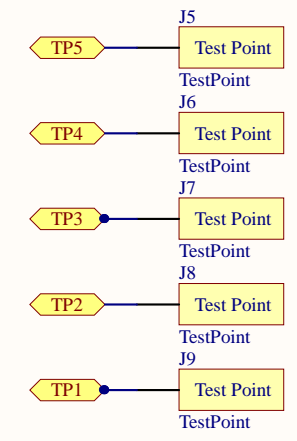 J5
TP5 Test Point
TestPoint
J6
TP4 Test Point
TestPoint
J7
TP3 Test Point
TestPoint
J8
TP2 Test Point
TestPoint
J9
TP1 Test Point
TestPoint